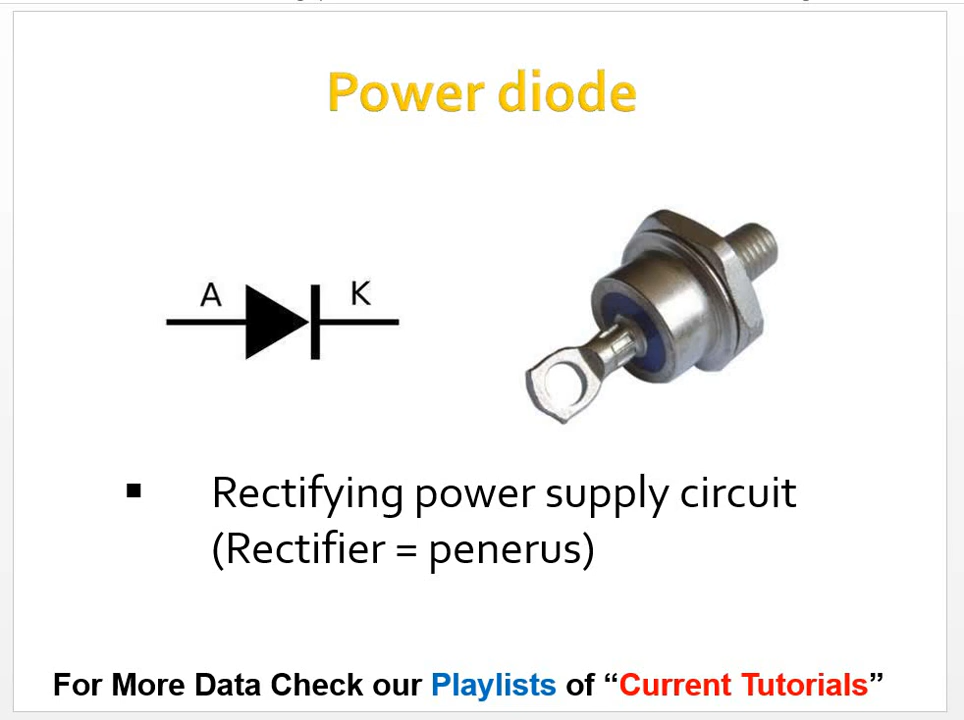 Power diode
A
K
Rectifying power supply circuit
(Rectifier = penerus)
For More Data Check our Playlists of “Current Tutorials”